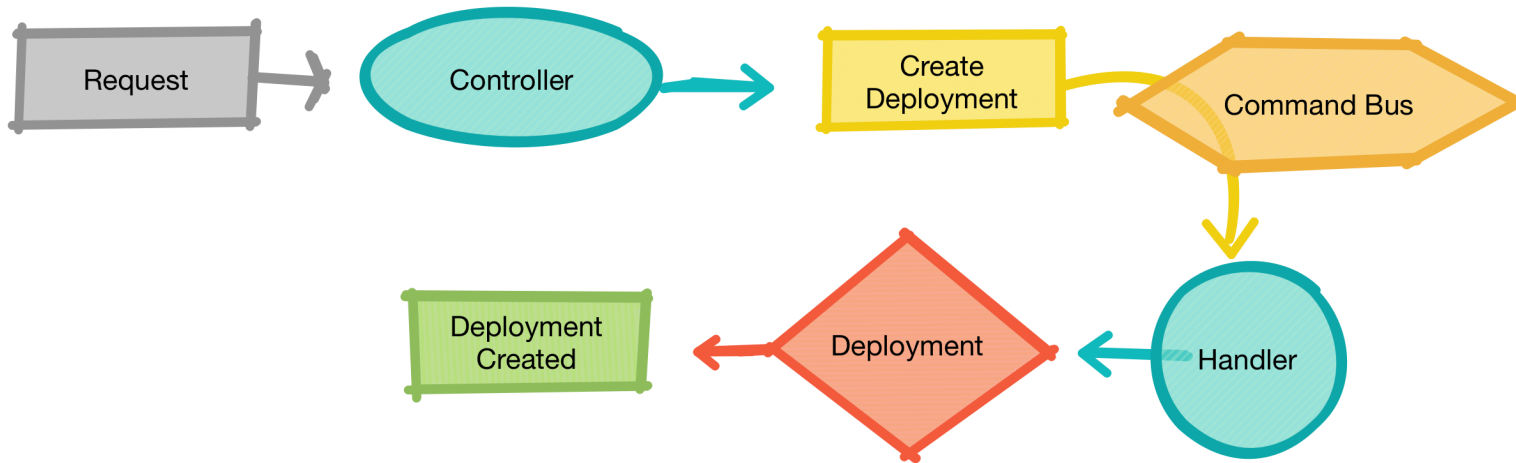 Request
Controller
Create
Deployment
Command Bus
Handler
Deployment
Deployment
Created